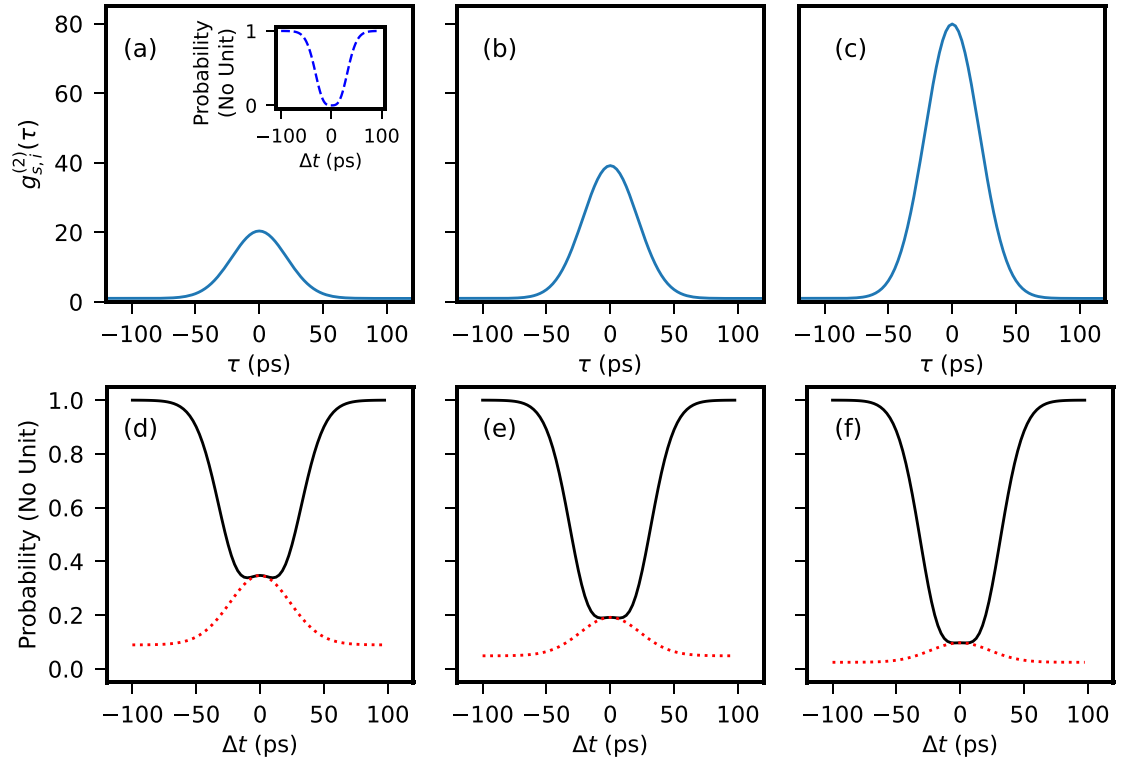 (a)
Probability
(No Unit)
1
0
−100 0 100
Δt (ps)
(b)
(c)
g^{(2)}_{s,i}(τ)
80
60
40
20
0
−100 −50 0 50 100
τ (ps)
−100 −50 0 50 100
τ (ps)
−100 −50 0 50 100
τ (ps)
(d)
(e)
(f)
Probability (No Unit)
1.0
0.8
0.6
0.4
0.2
0.0
−100 −50 0 50 100
Δt (ps)
−100 −50 0 50 100
Δt (ps)
−100 −50 0 50 100
Δt (ps)